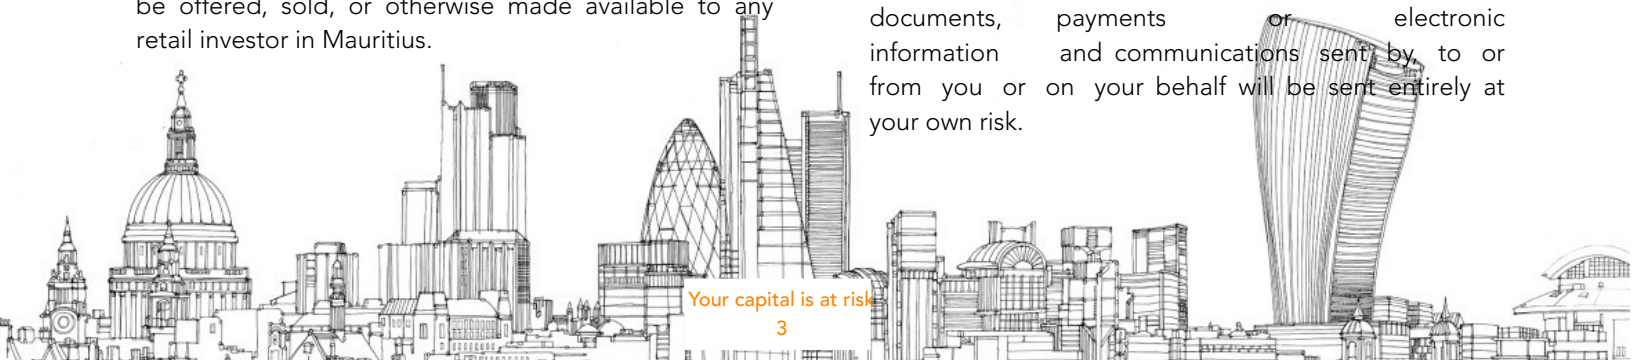 be offered, sold, or otherwise made available to any
retail investor in Mauritius.
documents, payments or electronic
information and communications sent by, to or
from you or on your behalf will be sent entirely at
your own risk.
Your capital is at risk
3